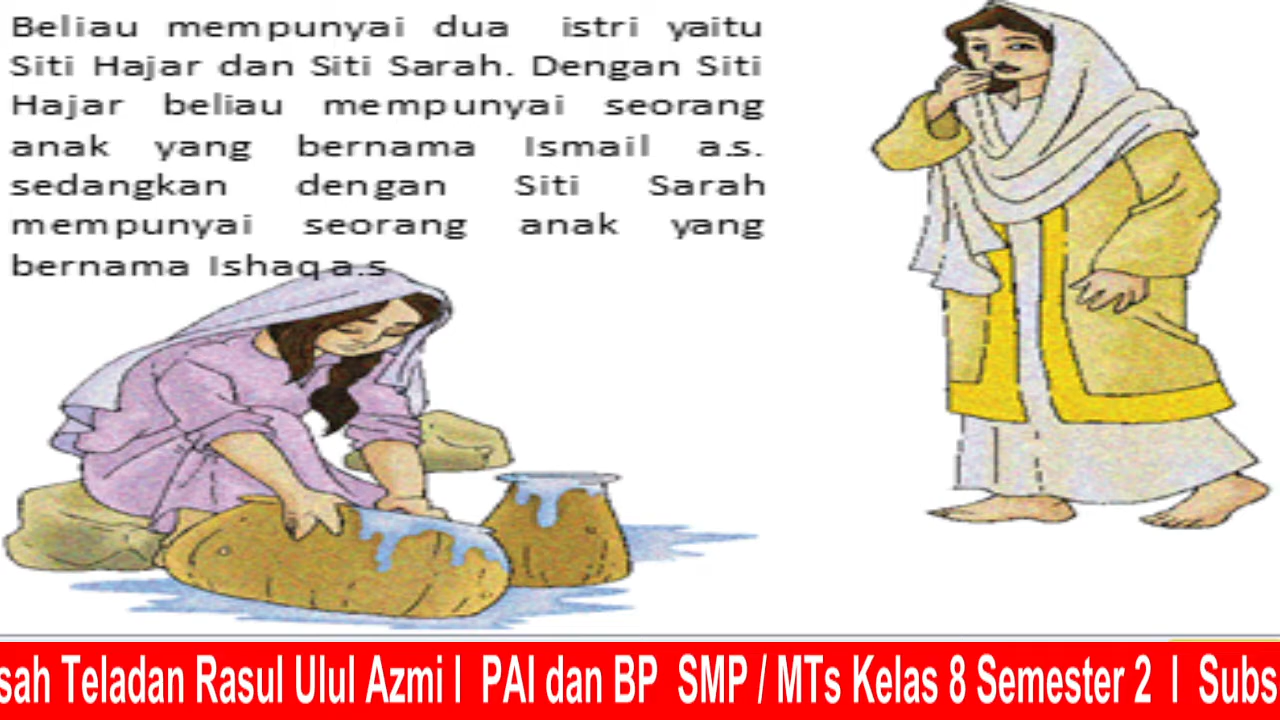 Beliau mempunyai dua istri yaitu
Siti Hajar dan Siti Sarah. Dengan Siti
Hajar beliau mempunyai seorang
anak yang bernama Ismail a.s.
sedangkan dengan Siti Sarah
mempunyai seorang anak yang
bernama Ishaq a.s
sah Teladan Rasul Ulul Azmi l PAI dan BP SMP / MTs Kelas 8 Semester 2 l Subs